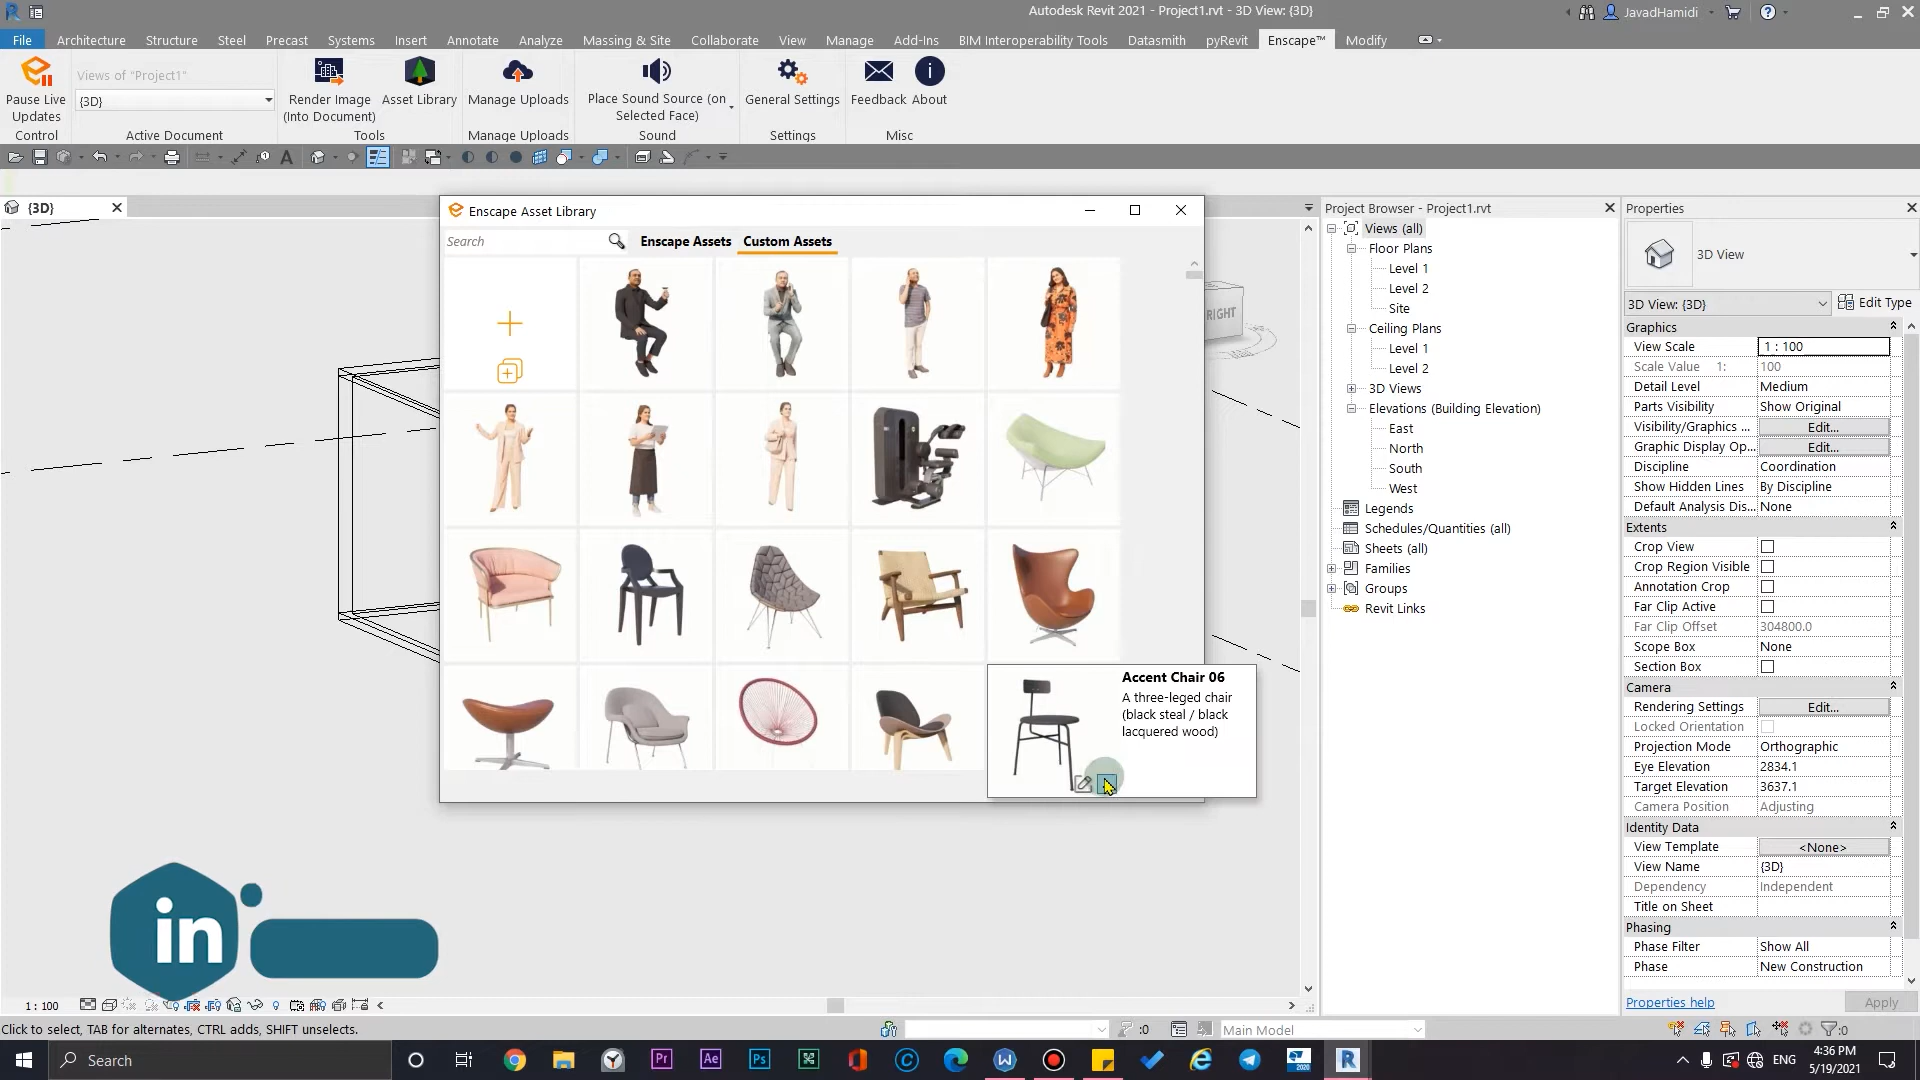 Autodesk Revit 2021 - Project1.rvt - 3D View: {3D}
JavadHamidi
File Architecture Structure Steel Precast Systems Insert Annotate Analyze Massing & Site Collaborate View Manage Add-Ins BIM Interoperability Tools Datasmith pyRevit Enscape™ Modify
Pause Live
Updates
Control
Views of "Project1"
{3D}
Active Document
Render Image
(Into Document)
Asset Library
Tools
Manage Uploads
Manage Uploads
Place Sound Source (on
Selected Face)
Sound
General Settings
Settings
Feedback About
Misc
{3D}
Enscape Asset Library
Search
Enscape Assets Custom Assets
RIGHT
Accent Chair 06
A three-leged chair
(black steal / black
lacquered wood)
Project Browser - Project1.rvt
Views (all)
Floor Plans
Level 1
Level 2
Site
Ceiling Plans
Level 1
Level 2
3D Views
Elevations (Building Elevation)
East
North
South
West
Legends
Schedules/Quantities (all)
Sheets (all)
Families
Groups
Revit Links
Properties
3D View
3D View: {3D} Edit Type
Graphics
View Scale 1 : 100
Scale Value 1: 100
Detail Level Medium
Parts Visibility Show Original
Visibility/Graphics ... Edit...
Graphic Display Op... Edit...
Discipline Coordination
Show Hidden Lines By Discipline
Default Analysis Dis... None
Extents
Crop View
Crop Region Visible
Annotation Crop
Far Clip Active
Far Clip Offset 304800.0
Scope Box None
Section Box
Camera
Rendering Settings Edit...
Locked Orientation
Projection Mode Orthographic
Eye Elevation 2834.1
Target Elevation 3637.1
Camera Position Adjusting
Identity Data
View Template <None>
View Name {3D}
Dependency Independent
Title on Sheet
Phasing
Phase Filter Show All
Phase New Construction
Properties help Apply
in
1 : 100
Click to select, TAB for alternates, CTRL adds, SHIFT unselects.
:0
Main Model
:0
Search
ENG
4:36 PM
5/19/2021